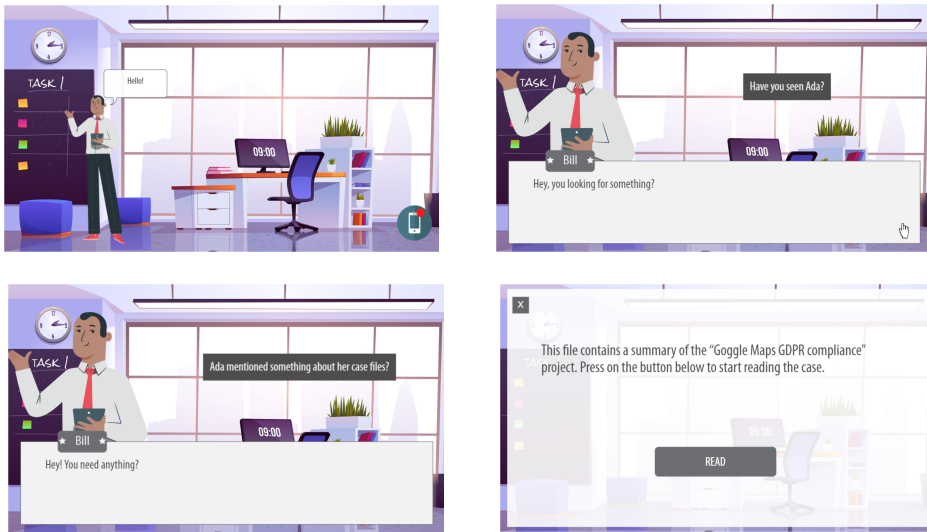 TASK 1
Hello!
09:00
TASK 1
Have you seen Ada?
09:00
Bill
Hey, you looking for something?
TASK 1
Ada mentioned something about her case files?
09:00
Bill
Hey! You need anything?
X
This file contains a summary of the “Goggle Maps GDPR compliance”
project. Press on the button below to start reading the case.
09:00
READ